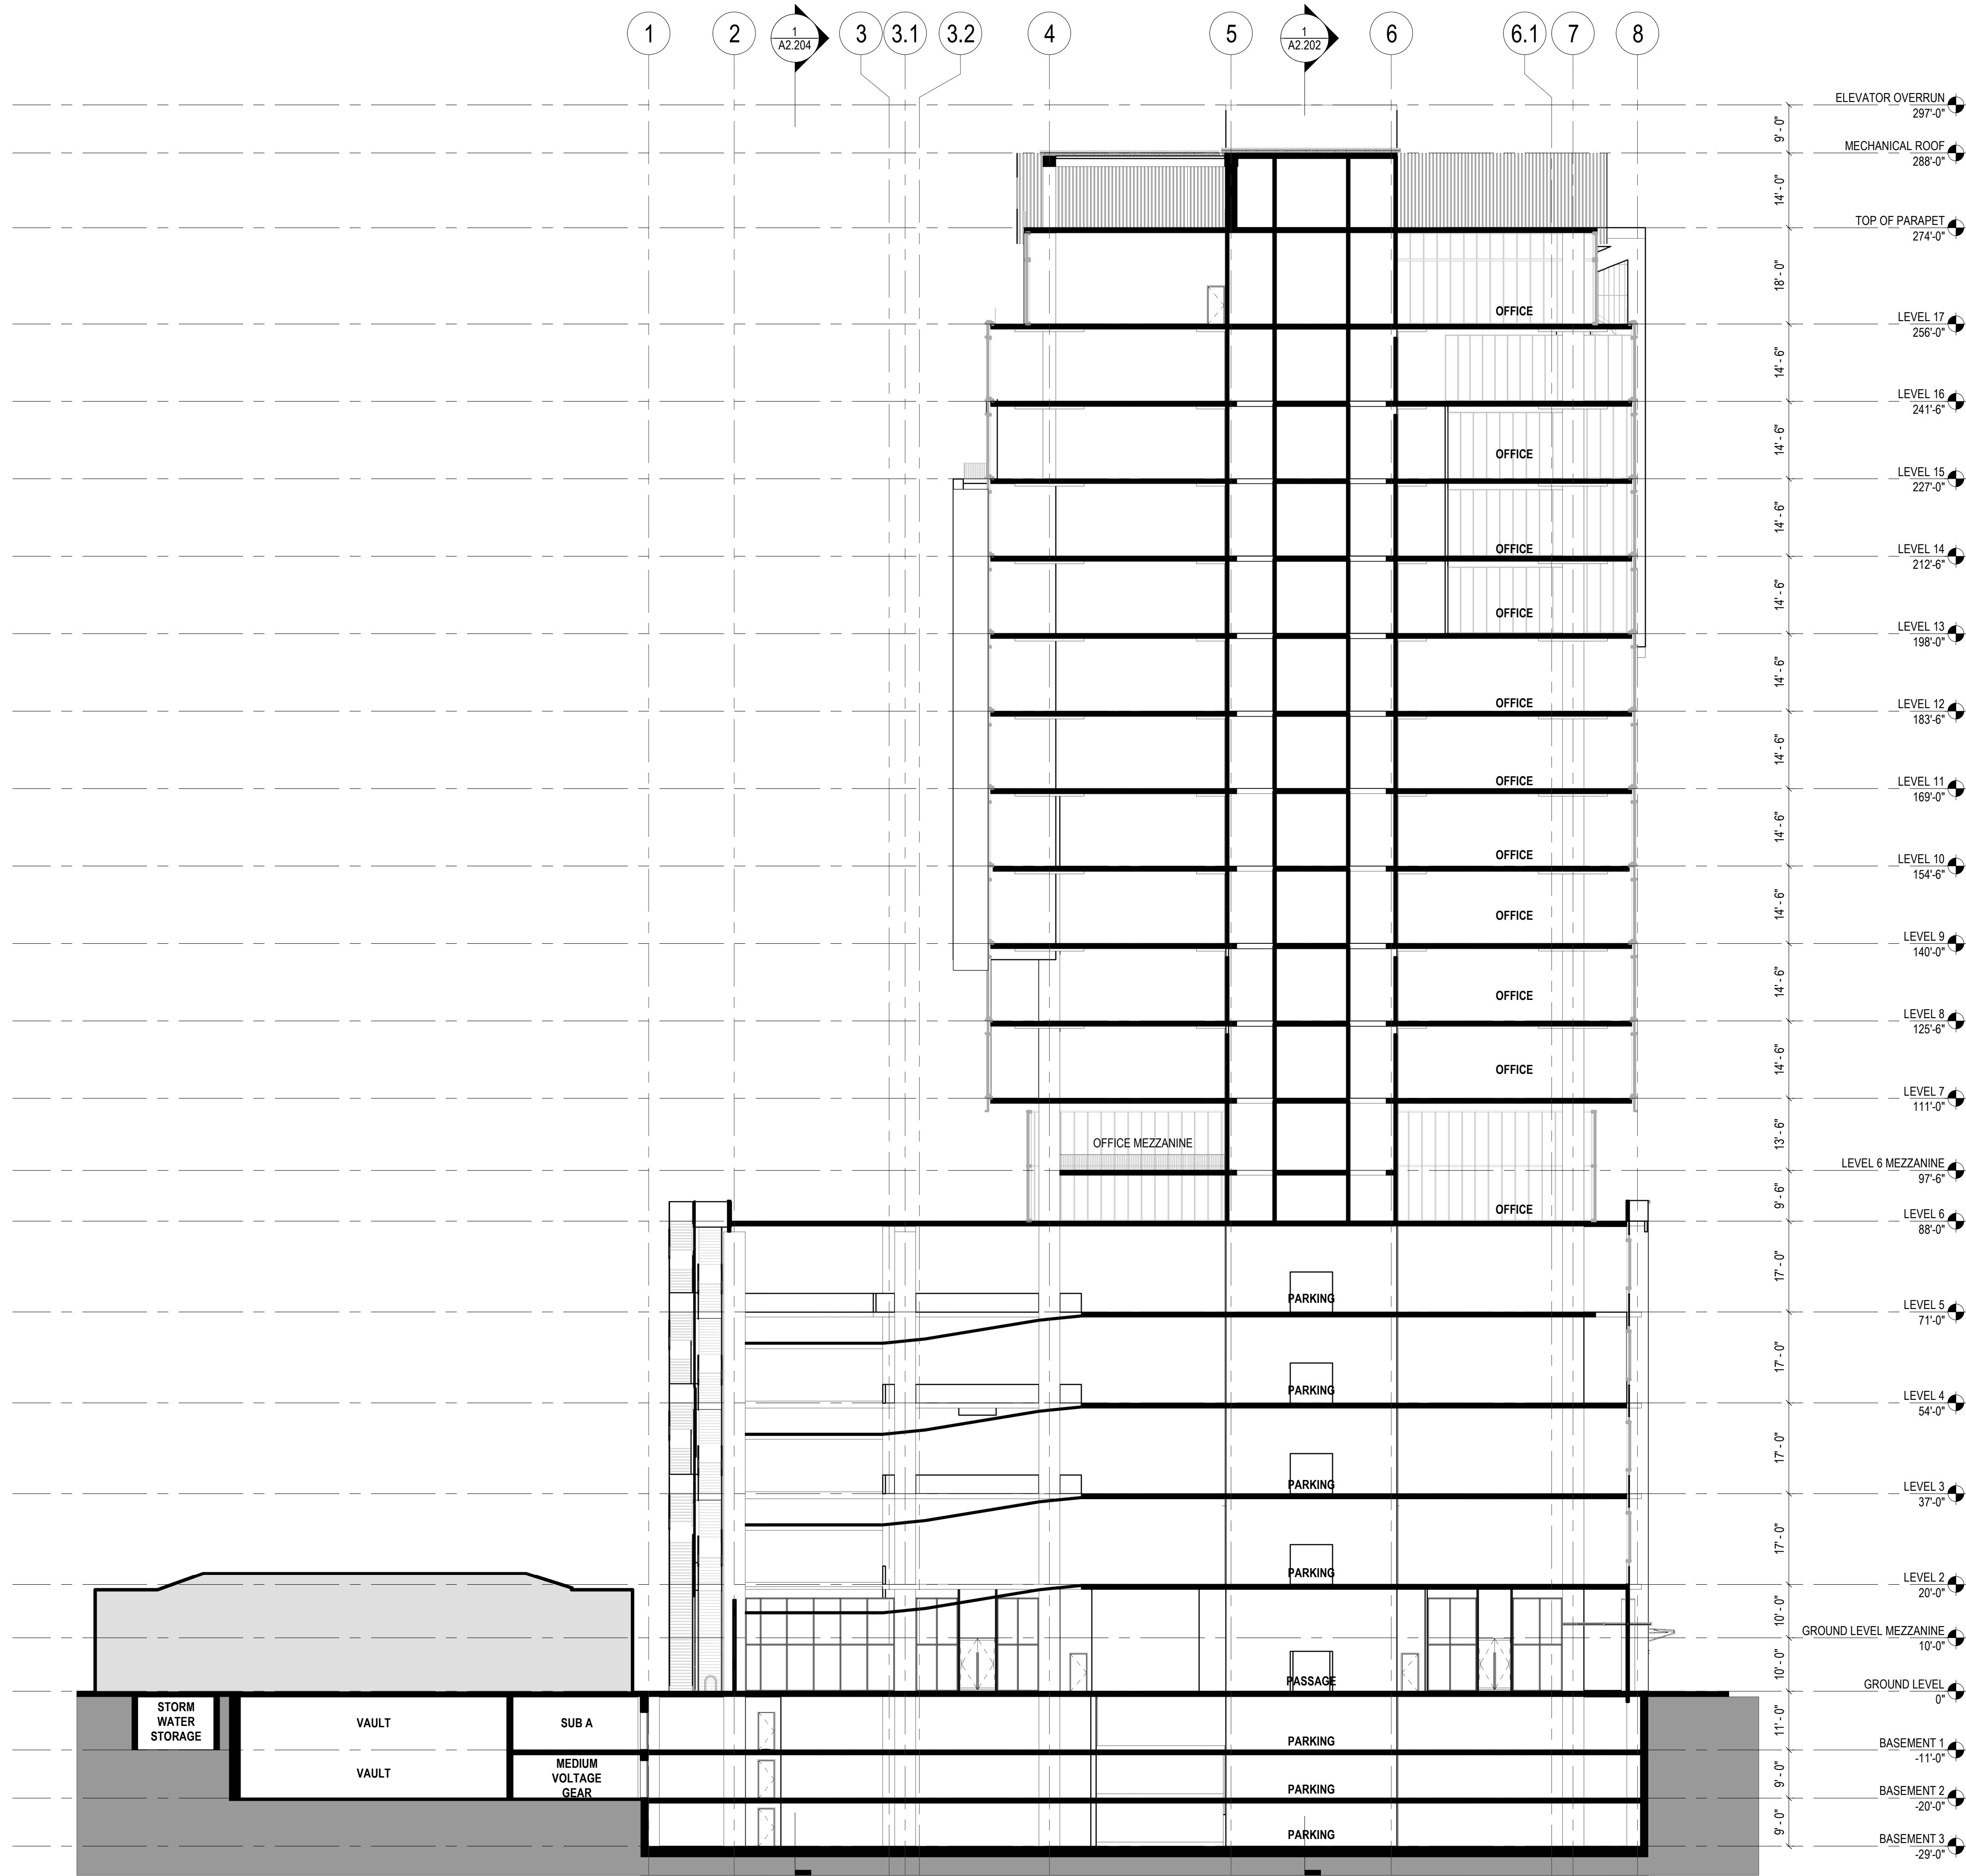 1
2
1
A2.204
3
3.1
3.2
4
5
1
A2.202
6
6.1
7
8
ELEVATOR OVERRUN
297'-0"
9' - 0"
MECHANICAL ROOF
288'-0"
14' - 0"
TOP OF PARAPET
274'-0"
18' - 0"
OFFICE
LEVEL 17
256'-0"
14' - 6"
LEVEL 16
241'-6"
14' - 6"
OFFICE
LEVEL 15
227'-0"
14' - 6"
OFFICE
LEVEL 14
212'-6"
14' - 6"
OFFICE
LEVEL 13
198'-0"
14' - 6"
OFFICE
LEVEL 12
183'-6"
14' - 6"
OFFICE
LEVEL 11
169'-0"
14' - 6"
OFFICE
LEVEL 10
154'-6"
14' - 6"
OFFICE
LEVEL 9
140'-0"
14' - 6"
OFFICE
LEVEL 8
125'-6"
14' - 6"
OFFICE
LEVEL 7
111'-0"
13' - 6"
OFFICE MEZZANINE
LEVEL 6 MEZZANINE
97'-6"
9' - 6"
OFFICE
LEVEL 6
88'-0"
17' - 0"
PARKING
LEVEL 5
71'-0"
17' - 0"
PARKING
LEVEL 4
54'-0"
17' - 0"
PARKING
LEVEL 3
37'-0"
17' - 0"
PARKING
LEVEL 2
20'-0"
10' - 0"
GROUND LEVEL MEZZANINE
10'-0"
10' - 0"
PASSAGE
GROUND LEVEL
0"
STORM
WATER
STORAGE
VAULT
SUB A
11' - 0"
PARKING
BASEMENT 1
-11'-0"
VAULT
MEDIUM
VOLTAGE
GEAR
9' - 0"
PARKING
BASEMENT 2
-20'-0"
9' - 0"
PARKING
BASEMENT 3
-29'-0"